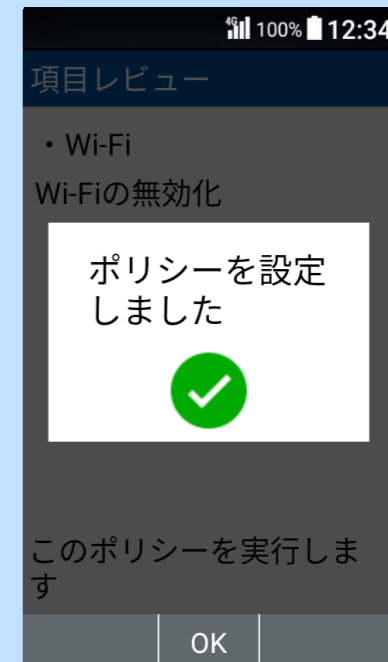 4G 100% 12:34
項目レビュー
・Wi-Fi
Wi-Fiの無効化
ポリシーを設定
しました
このポリシーを実行しま
す
OK